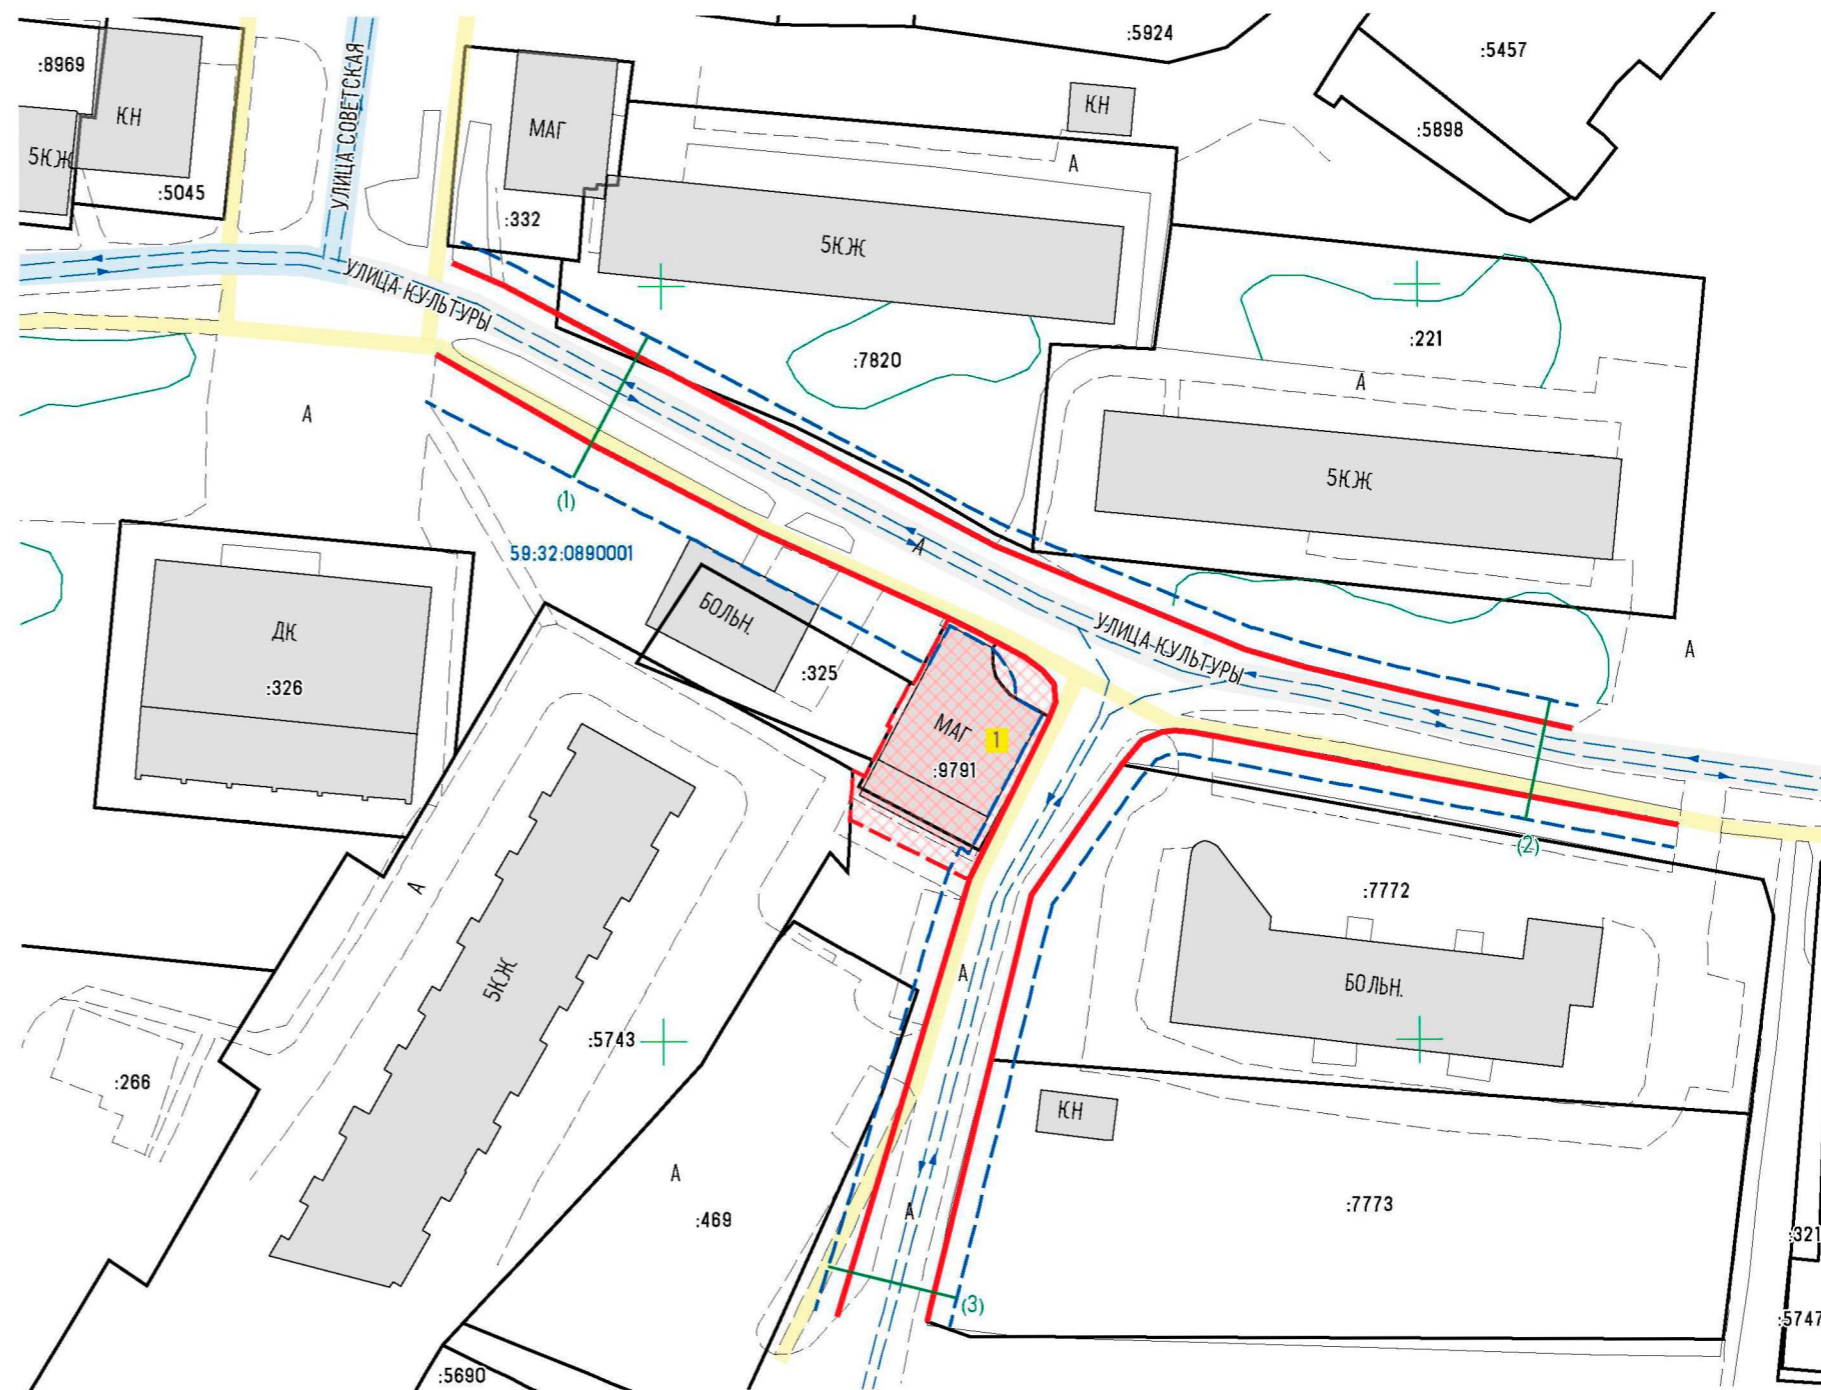 :5924
:5457
:8969
КН
5КЖ
:5045
УЛИЦА СОВЕТСКАЯ
МАГ
:332
КН
А
:5898
5КЖ
УЛИЦА КУЛЬТУРЫ
:7820
:221
А
А
5КЖ
(1)
59:32:0890001
А
БОЛЬН.
ДК
:326
:325
УЛИЦА КУЛЬТУРЫ
А
МАГ
1
:9791
(2)
:7772
А
А
5КЖ
БОЛЬН.
:5743
:266
КН
А
:469
А
:7773
:321
(3)
:5747
:5690